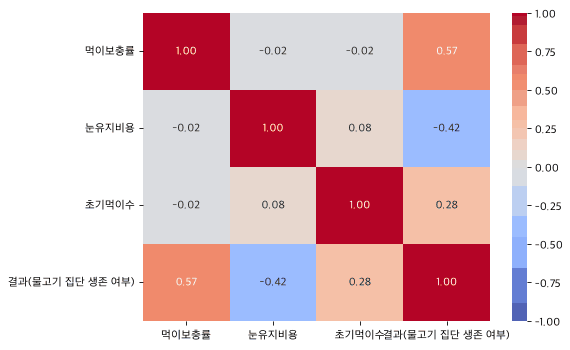 먹이보충률 1.00 -0.02 -0.02 0.57
눈유지비용 -0.02 1.00 0.08 -0.42
초기먹이수 -0.02 0.08 1.00 0.28
결과(물고기 집단 생존 여부) 0.57 -0.42 0.28 1.00
먹이보충률 눈유지비용 초기먹이수 결과(물고기 집단 생존 여부)
1.00
0.75
0.50
0.25
0.00
-0.25
-0.50
-0.75
-1.00